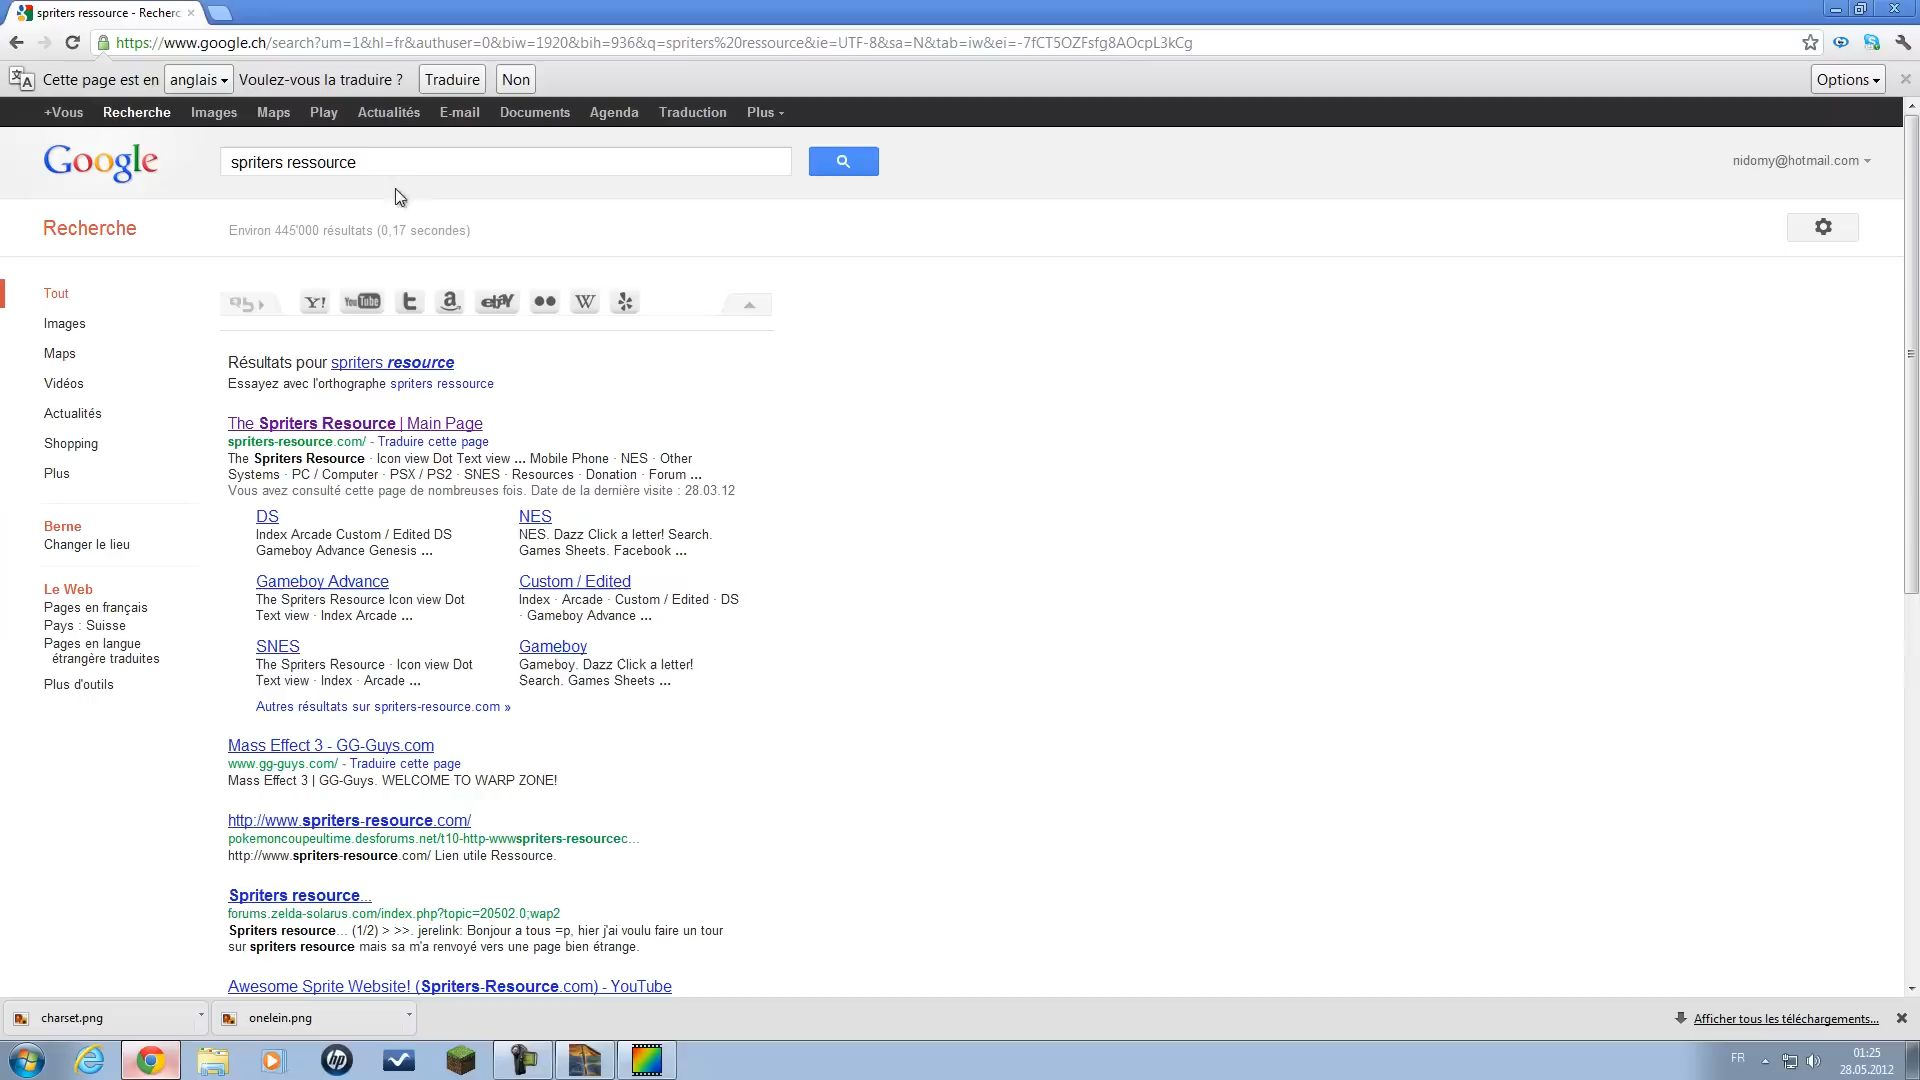 spriters ressource - Recherc
https://www.google.ch/search?um=1&hl=fr&authuser=0&biw=1920&bih=936&q=spriters%20ressource&ie=UTF-8&sa=N&tab=iw&ei=-7fCT5OZFsfg8AOcpL3kCg
Cette page est en anglais Voulez-vous la traduire ? Traduire Non Options
+Vous Recherche Images Maps Play Actualités E-mail Documents Agenda Traduction Plus
Google spriters ressource nidomy@hotmail.com
Recherche Environ 445'000 résultats (0,17 secondes)
Tout
Images
Maps
Vidéos
Actualités
Shopping
Plus
Berne
Changer le lieu
Le Web
Pages en français
Pays : Suisse
Pages en langue
étrangère traduites
Plus d'outils
Y! YouTube t a ebay W
Résultats pour spriters resource
Essayez avec l'orthographe spriters ressource
The Spriters Resource | Main Page
spriters-resource.com/ - Traduire cette page
The Spriters Resource · Icon view Dot Text view ... Mobile Phone · NES · Other
Systems · PC / Computer · PSX / PS2 · SNES · Resources · Donation · Forum ...
Vous avez consulté cette page de nombreuses fois. Date de la dernière visite : 28.03.12
DS
Index Arcade Custom / Edited DS
Gameboy Advance Genesis ...
NES
NES. Dazz Click a letter! Search.
Games Sheets. Facebook ...
Gameboy Advance
The Spriters Resource Icon view Dot
Text view · Index Arcade ...
Custom / Edited
Index · Arcade · Custom / Edited · DS
· Gameboy Advance ...
SNES
The Spriters Resource · Icon view Dot
Text view · Index · Arcade ...
Gameboy
Gameboy. Dazz Click a letter!
Search. Games Sheets ...
Autres résultats sur spriters-resource.com »
Mass Effect 3 - GG-Guys.com
www.gg-guys.com/ - Traduire cette page
Mass Effect 3 | GG-Guys. WELCOME TO WARP ZONE!
http://www.spriters-resource.com/
pokemoncoupeultime.desforums.net/t10-http-wwwspriters-resourcec...
http://www.spriters-resource.com/ Lien utile Ressource.
Spriters resource...
forums.zelda-solarus.com/index.php?topic=20502.0;wap2
Spriters resource... (1/2) > >>. jerelink: Bonjour a tous =p, hier j'ai voulu faire un tour
sur spriters resource mais sa m'a renvoyé vers une page bien étrange.
Awesome Sprite Website! (Spriters-Resource.com) - YouTube
charset.png onelein.png Afficher tous les téléchargements...
hp FR 01:25
28.05.2012